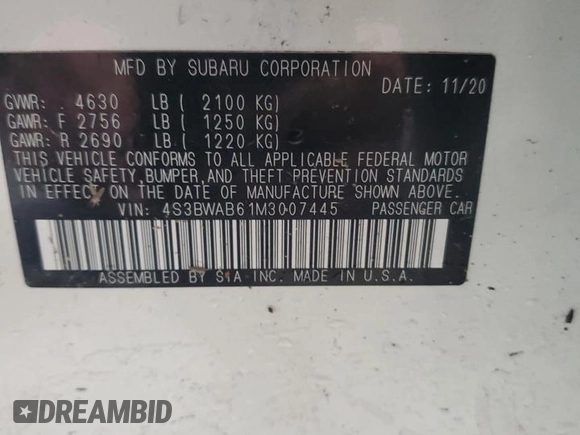 MFD BY SUBARU CORPORATION
DATE: 11/20
GVWR: 4630 LB ( 2100 KG)
GAWR: F 2756 LB ( 1250 KG)
GAWR: R 2690 LB ( 1220 KG)
THIS VEHICLE CONFORMS TO ALL APPLICABLE FEDERAL MOTOR
VEHICLE SAFETY, BUMPER, AND THEFT PREVENTION STANDARDS
IN EFFECT ON THE DATE OF MANUFACTURE SHOWN ABOVE.
VIN: 4S3BWAB61M3007445 PASSENGER CAR
ASSEMBLED BY SIA INC. MADE IN U.S.A.
DREAMBID